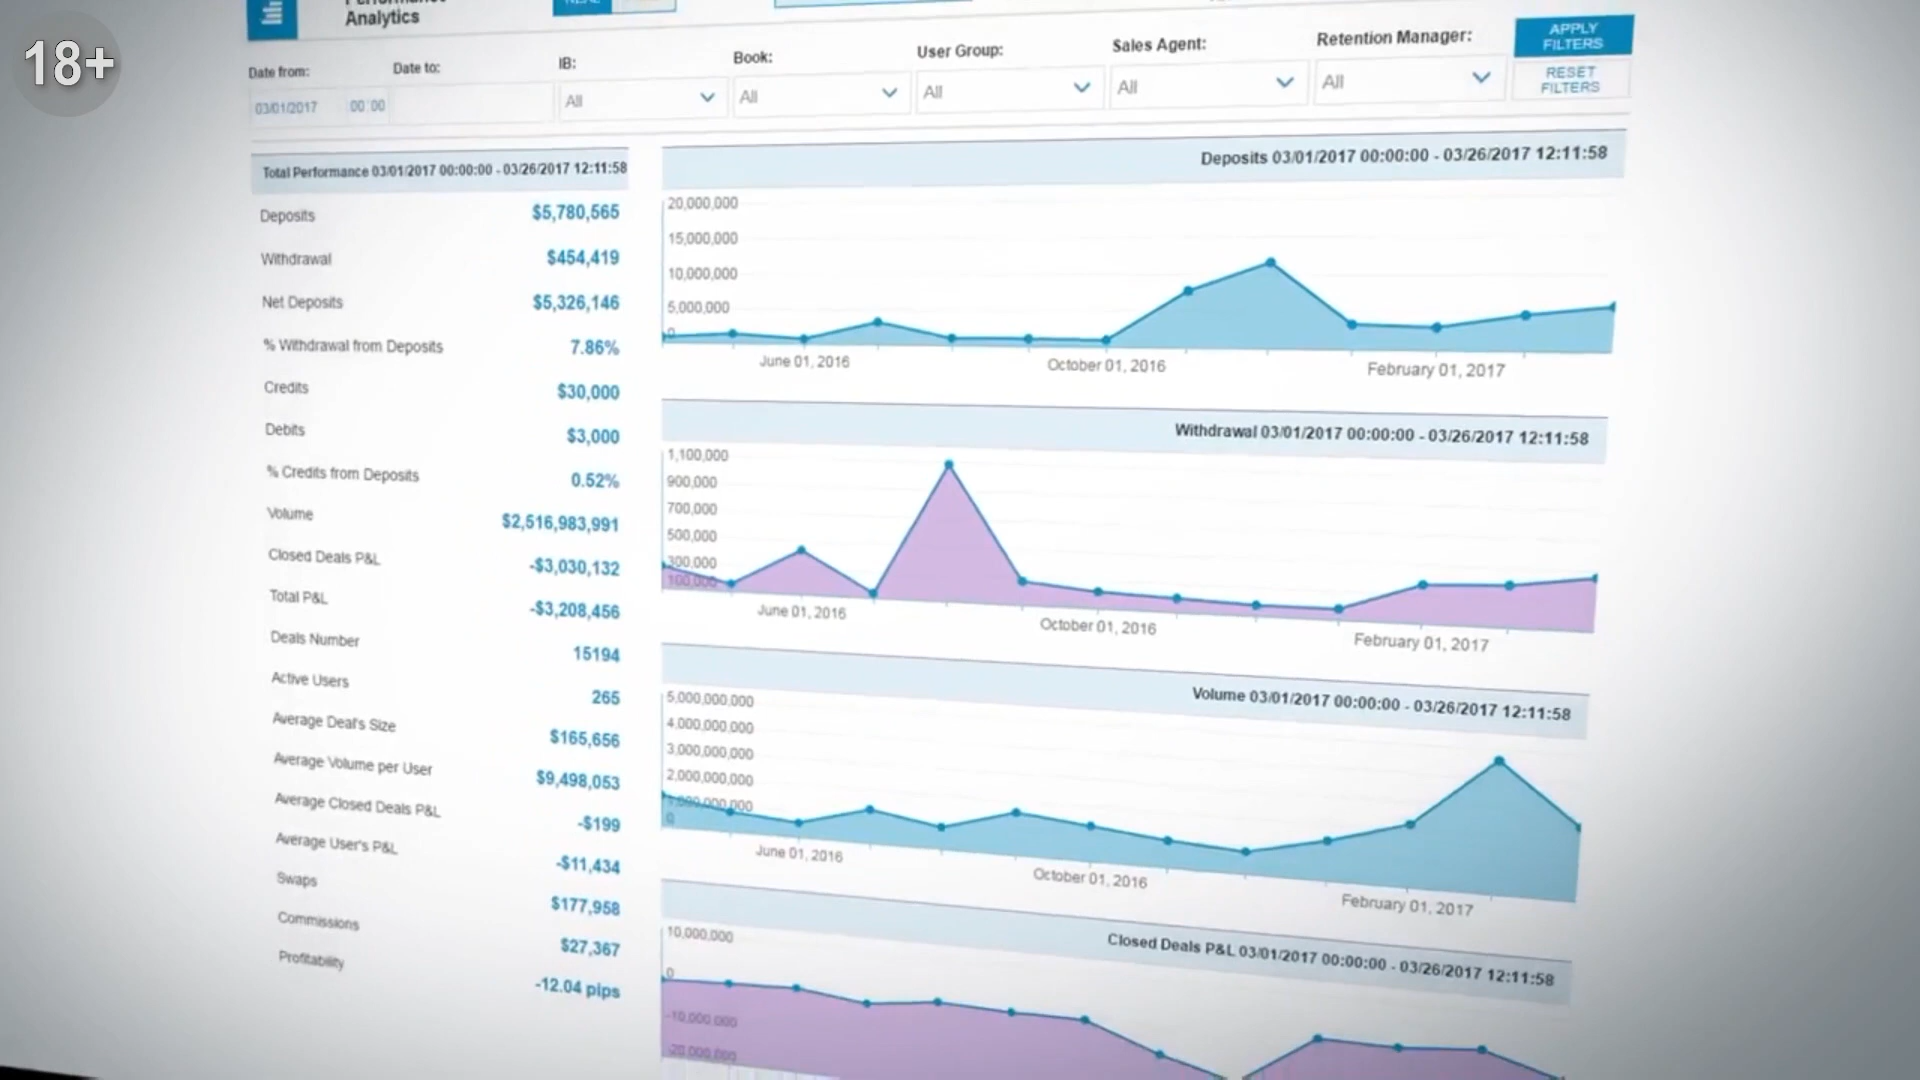 18+
Analytics
Date from:
Date to:
IB:
Book:
User Group:
Sales Agent:
Retention Manager:
APPLY
FILTERS
03/01/2017
00:00
All
All
All
All
All
RESET
FILTERS
Total Performance 03/01/2017 00:00:00 - 03/26/2017 12:11:58
Deposits $5,780,565
Withdrawal $454,419
Net Deposits $5,326,146
% Withdrawal from Deposits 7.86%
Credits $30,000
Debits $3,000
% Credits from Deposits 0.52%
Volume $2,516,983,991
Closed Deals P&L -$3,030,132
Total P&L -$3,208,456
Deals Number 15194
Active Users 265
Average Deal's Size $165,656
Average Volume per User $9,498,053
Average Closed Deals P&L -$199
Average User's P&L -$11,434
Swaps $177,958
Commissions $27,367
Profitability -12.04 pips
Deposits 03/01/2017 00:00:00 - 03/26/2017 12:11:58
20,000,000
15,000,000
10,000,000
5,000,000
0
June 01, 2016
October 01, 2016
February 01, 2017
Withdrawal 03/01/2017 00:00:00 - 03/26/2017 12:11:58
1,100,000
900,000
700,000
500,000
300,000
100,000
June 01, 2016
October 01, 2016
February 01, 2017
Volume 03/01/2017 00:00:00 - 03/26/2017 12:11:58
5,000,000,000
4,000,000,000
3,000,000,000
2,000,000,000
1,000,000,000
0
June 01, 2016
October 01, 2016
February 01, 2017
Closed Deals P&L 03/01/2017 00:00:00 - 03/26/2017 12:11:58
10,000,000
0
-10,000,000
-20,000,000